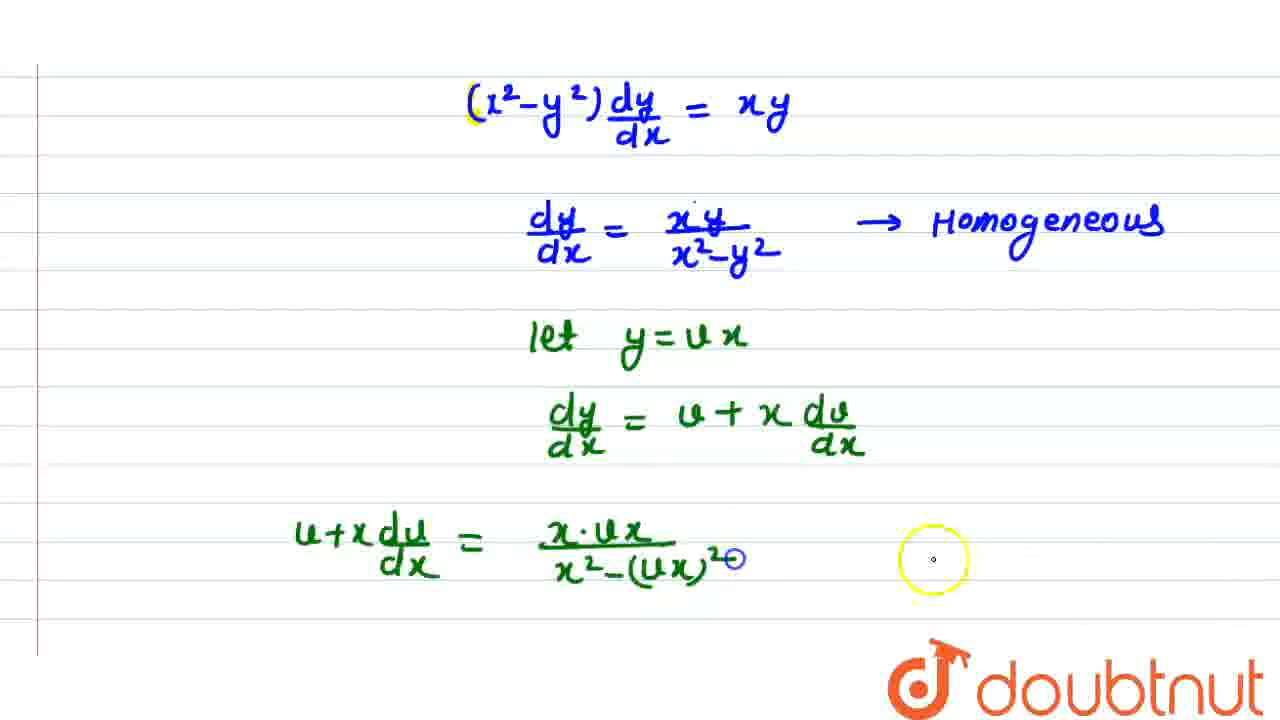 (x²-y²) dy/dx = xy
dy/dx = xy/(x²-y²) → Homogeneous
let y = vx
dy/dx = v + x dv/dx
v + x dv/dx = x·vx/(x²-(vx)²)
doubtnut